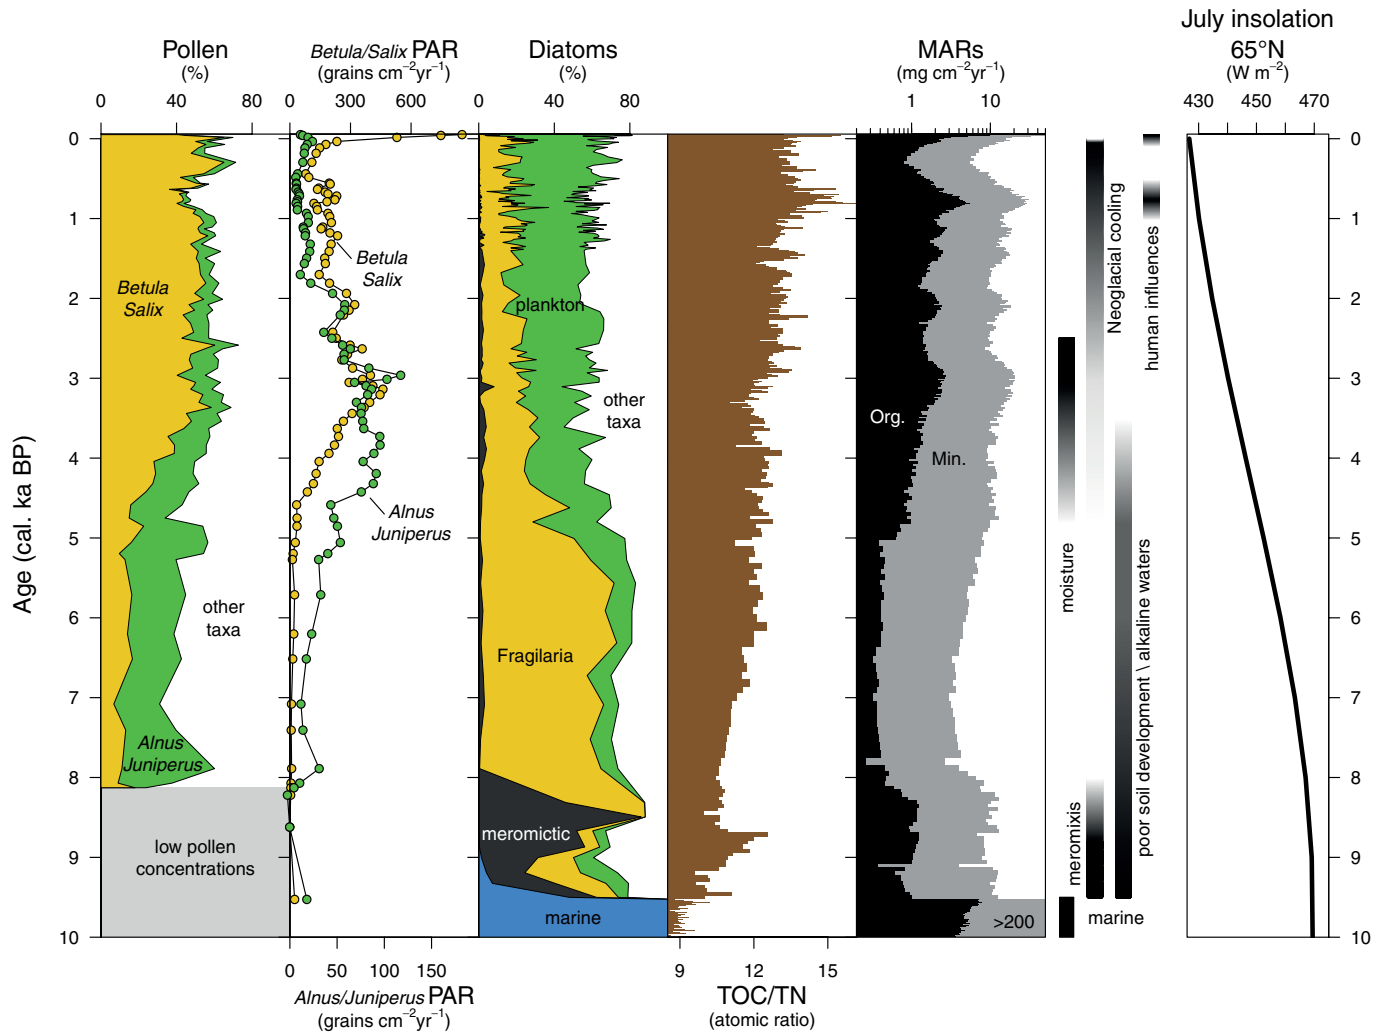 July insolation
Pollen
Betula/Salix PAR
Diatoms
MARs
65°N
(%)
(grains cm⁻²yr⁻¹)
(%)
(mg cm⁻²yr⁻¹)
(W m⁻²)
0 40 80
0 300 600
0 20 40 60 80
1 10
430 450 470
Age (cal. ka BP)
0
1
2
3
4
5
6
7
8
9
10
Betula
Salix
Alnus
Juniperus
other
taxa
low pollen
concentrations
Betula
Salix
Alnus
Juniperus
plankton
other
taxa
Fragilaria
meromictic
marine
Org.
Min.
>200
moisture
Neoglacial cooling
meromixis
human influences
poor soil development \ alkaline waters
marine
0
1
2
3
4
5
6
7
8
9
10
0 50 100 150
9 12 15
Alnus/Juniperus PAR
(grains cm⁻²yr⁻¹)
TOC/TN
(atomic ratio)